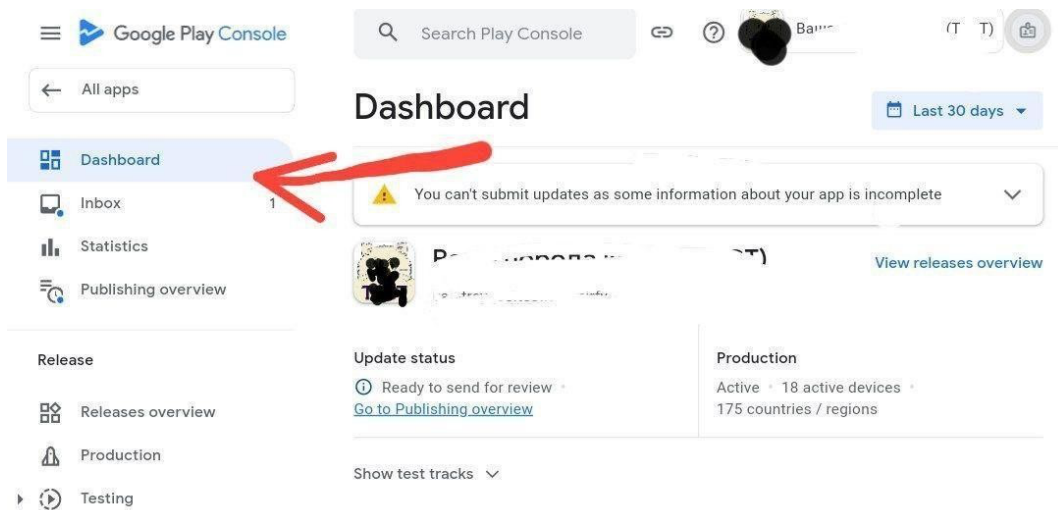 Google Play Console
Search Play Console
(T T)
All apps
Dashboard
Last 30 days
Dashboard
Inbox 1
Statistics
Publishing overview
Release
Releases overview
Production
Testing
You can't submit updates as some information about your app is incomplete
View releases overview
Update status
Ready to send for review
Go to Publishing overview
Production
Active • 18 active devices •
175 countries / regions
Show test tracks